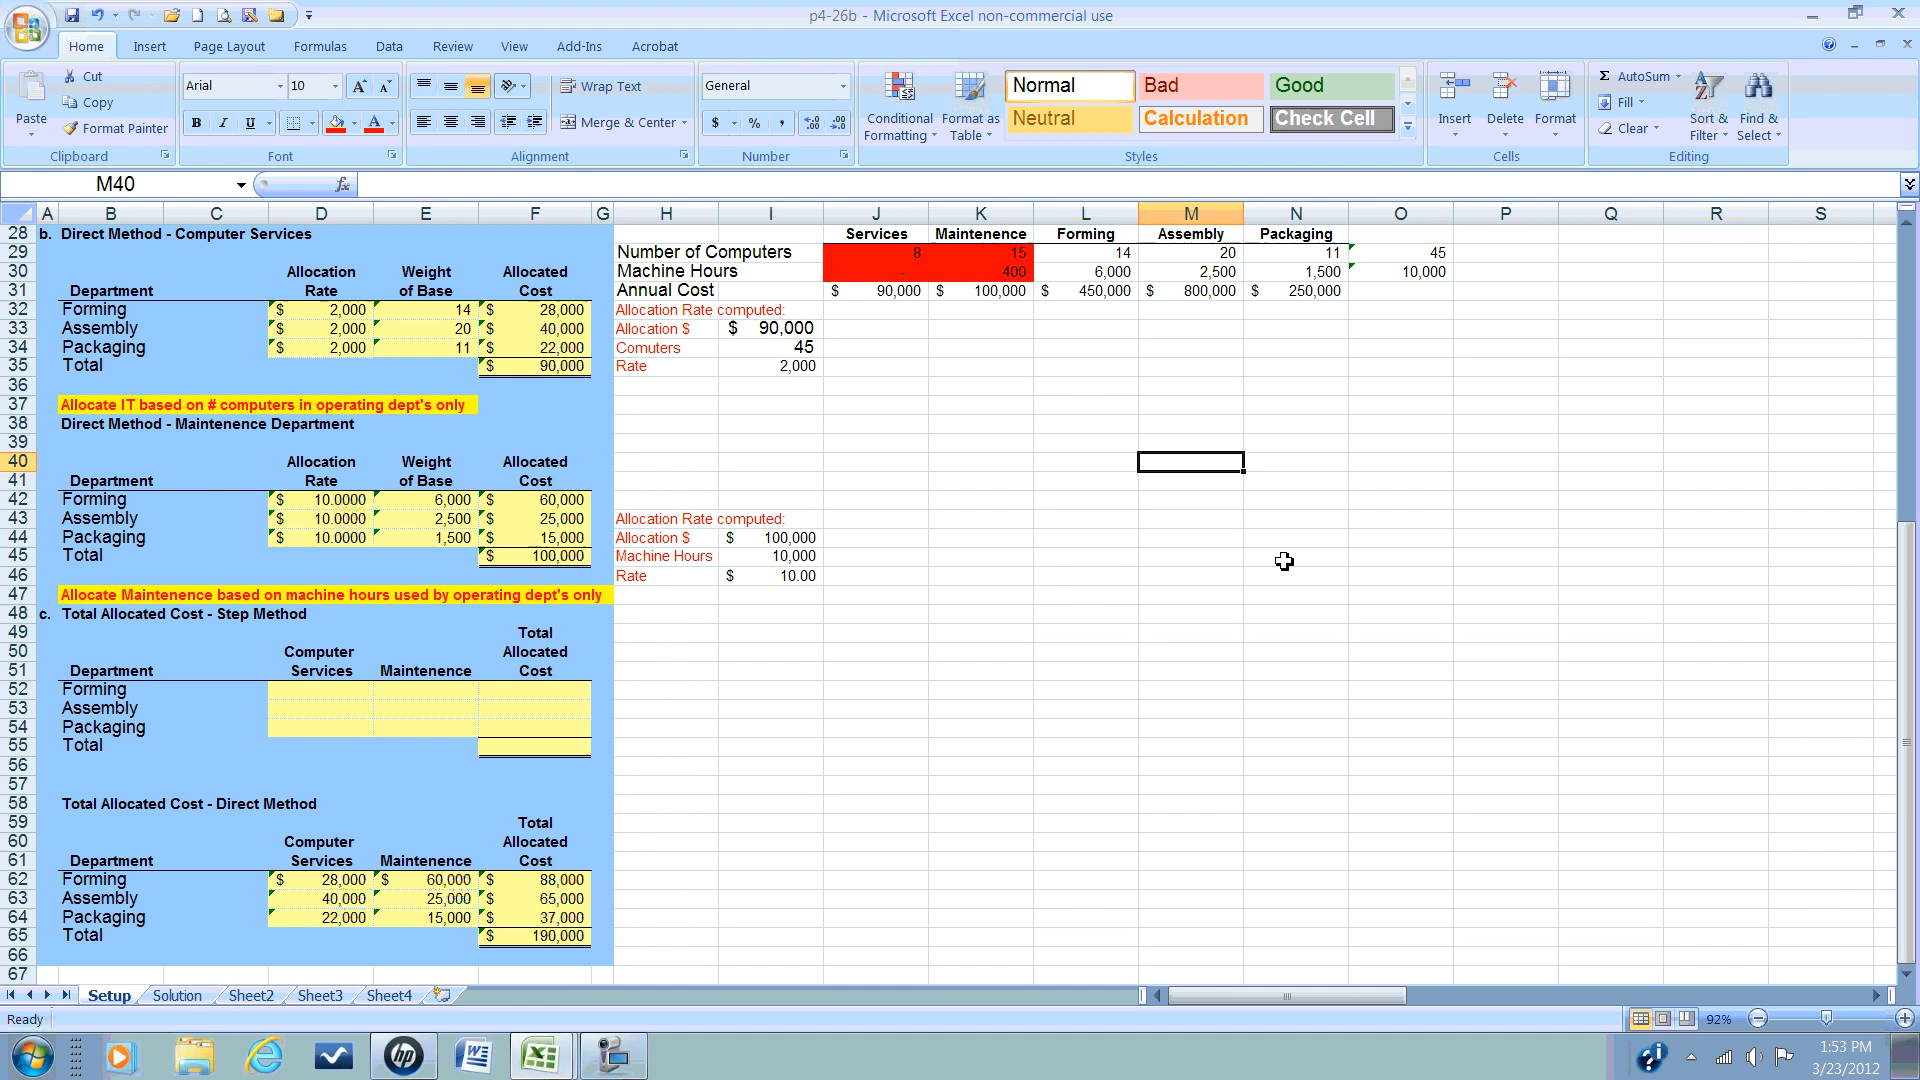 p4-26b - Microsoft Excel non-commercial use
Home Insert Page Layout Formulas Data Review View Add-Ins Acrobat
Paste Cut Copy Format Painter
Clipboard
Arial 10
B I U A
Font
Wrap Text
Merge & Center
Alignment
General
$ % ,
Number
Conditional Formatting Format as Table
Normal Bad Good
Neutral Calculation Check Cell
Styles
Insert Delete Format
Cells
Σ AutoSum Fill Clear
Sort & Filter Find & Select
Editing
M40 fx
A B C D E F G H I J K L M N O P Q R S
28 b. Direct Method - Computer Services Services Maintenence Forming Assembly Packaging
29 Number of Computers 8 15 14 20 11 45
30 Allocation Weight Allocated Machine Hours - 400 6,000 2,500 1,500 10,000
31 Department Rate of Base Cost Annual Cost $ 90,000 $ 100,000 $ 450,000 $ 800,000 $ 250,000
32 Forming $ 2,000 14 $ 28,000 Allocation Rate computed:
33 Assembly $ 2,000 20 $ 40,000 Allocation $ $ 90,000
34 Packaging $ 2,000 11 $ 22,000 Comuters 45
35 Total $ 90,000 Rate 2,000
36
37 Allocate IT based on # computers in operating dept's only
38 Direct Method - Maintenence Department
39
40 Allocation Weight Allocated
41 Department Rate of Base Cost
42 Forming $ 10.0000 6,000 $ 60,000
43 Assembly $ 10.0000 2,500 $ 25,000 Allocation Rate computed:
44 Packaging $ 10.0000 1,500 $ 15,000 Allocation $ $ 100,000
45 Total $ 100,000 Machine Hours 10,000
46 Rate $ 10.00
47 Allocate Maintenence based on machine hours used by operating dept's only
48 c. Total Allocated Cost - Step Method
49 Total
50 Computer Allocated
51 Department Services Maintenence Cost
52 Forming
53 Assembly
54 Packaging
55 Total
56
57
58 Total Allocated Cost - Direct Method
59 Total
60 Computer Allocated
61 Department Services Maintenence Cost
62 Forming $ 28,000 $ 60,000 $ 88,000
63 Assembly 40,000 25,000 $ 65,000
64 Packaging 22,000 15,000 $ 37,000
65 Total $ 190,000
66
67
Setup Solution Sheet2 Sheet3 Sheet4
Ready 92%
hp
1:53 PM
3/23/2012